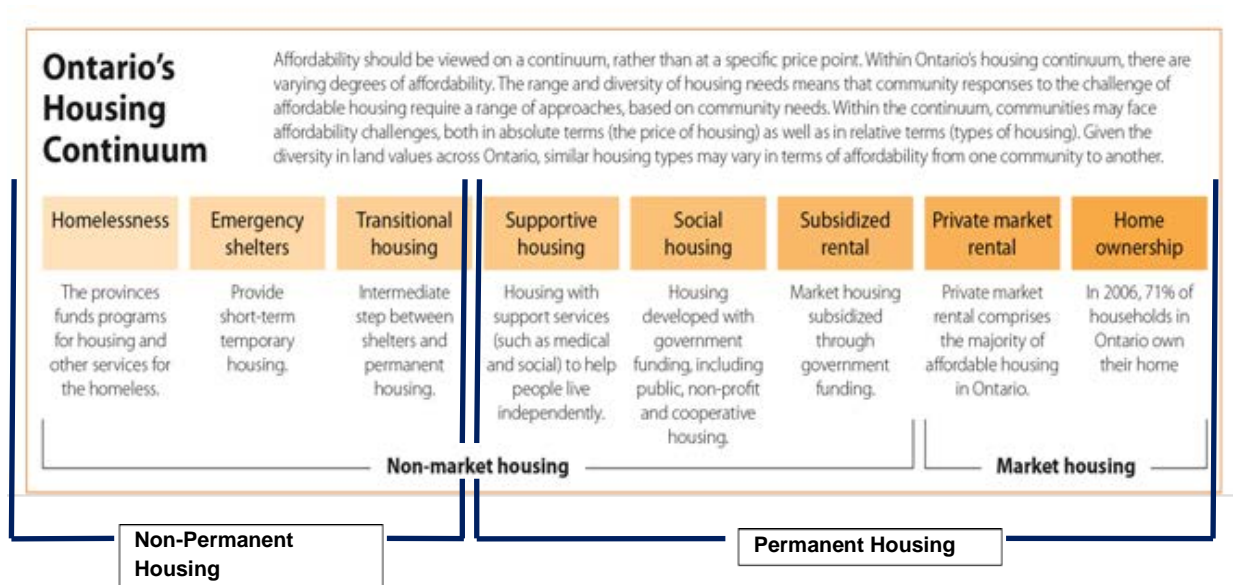 Ontario's
Housing
Continuum
Affordability should be viewed on a continuum, rather than at a specific price point. Within Ontario's housing continuum, there are
varying degrees of affordability. The range and diversity of housing needs means that community responses to the challenge of
affordable housing require a range of approaches, based on community needs. Within the continuum, communities may face
affordability challenges, both in absolute terms (the price of housing) as well as in relative terms (types of housing). Given the
diversity in land values across Ontario, similar housing types may vary in terms of affordability from one community to another.
Homelessness
The provinces
funds programs
for housing and
other services for
the homeless.
Emergency
shelters
Provide
short-term
temporary
housing.
Transitional
housing
Intermediate
step between
shelters and
permanent
housing.
Supportive
housing
Housing with
support services
(such as medical
and social) to help
people live
independently.
Social
housing
Housing
developed with
government
funding, including
public, non-profit
and cooperative
housing.
Subsidized
rental
Market housing
subsidized
through
government
funding.
Private market
rental
Private market
rental comprises
the majority of
affordable housing
in Ontario.
Home
ownership
In 2006, 71% of
households in
Ontario own
their home
Non-market housing
Market housing
Non-Permanent
Housing
Permanent Housing